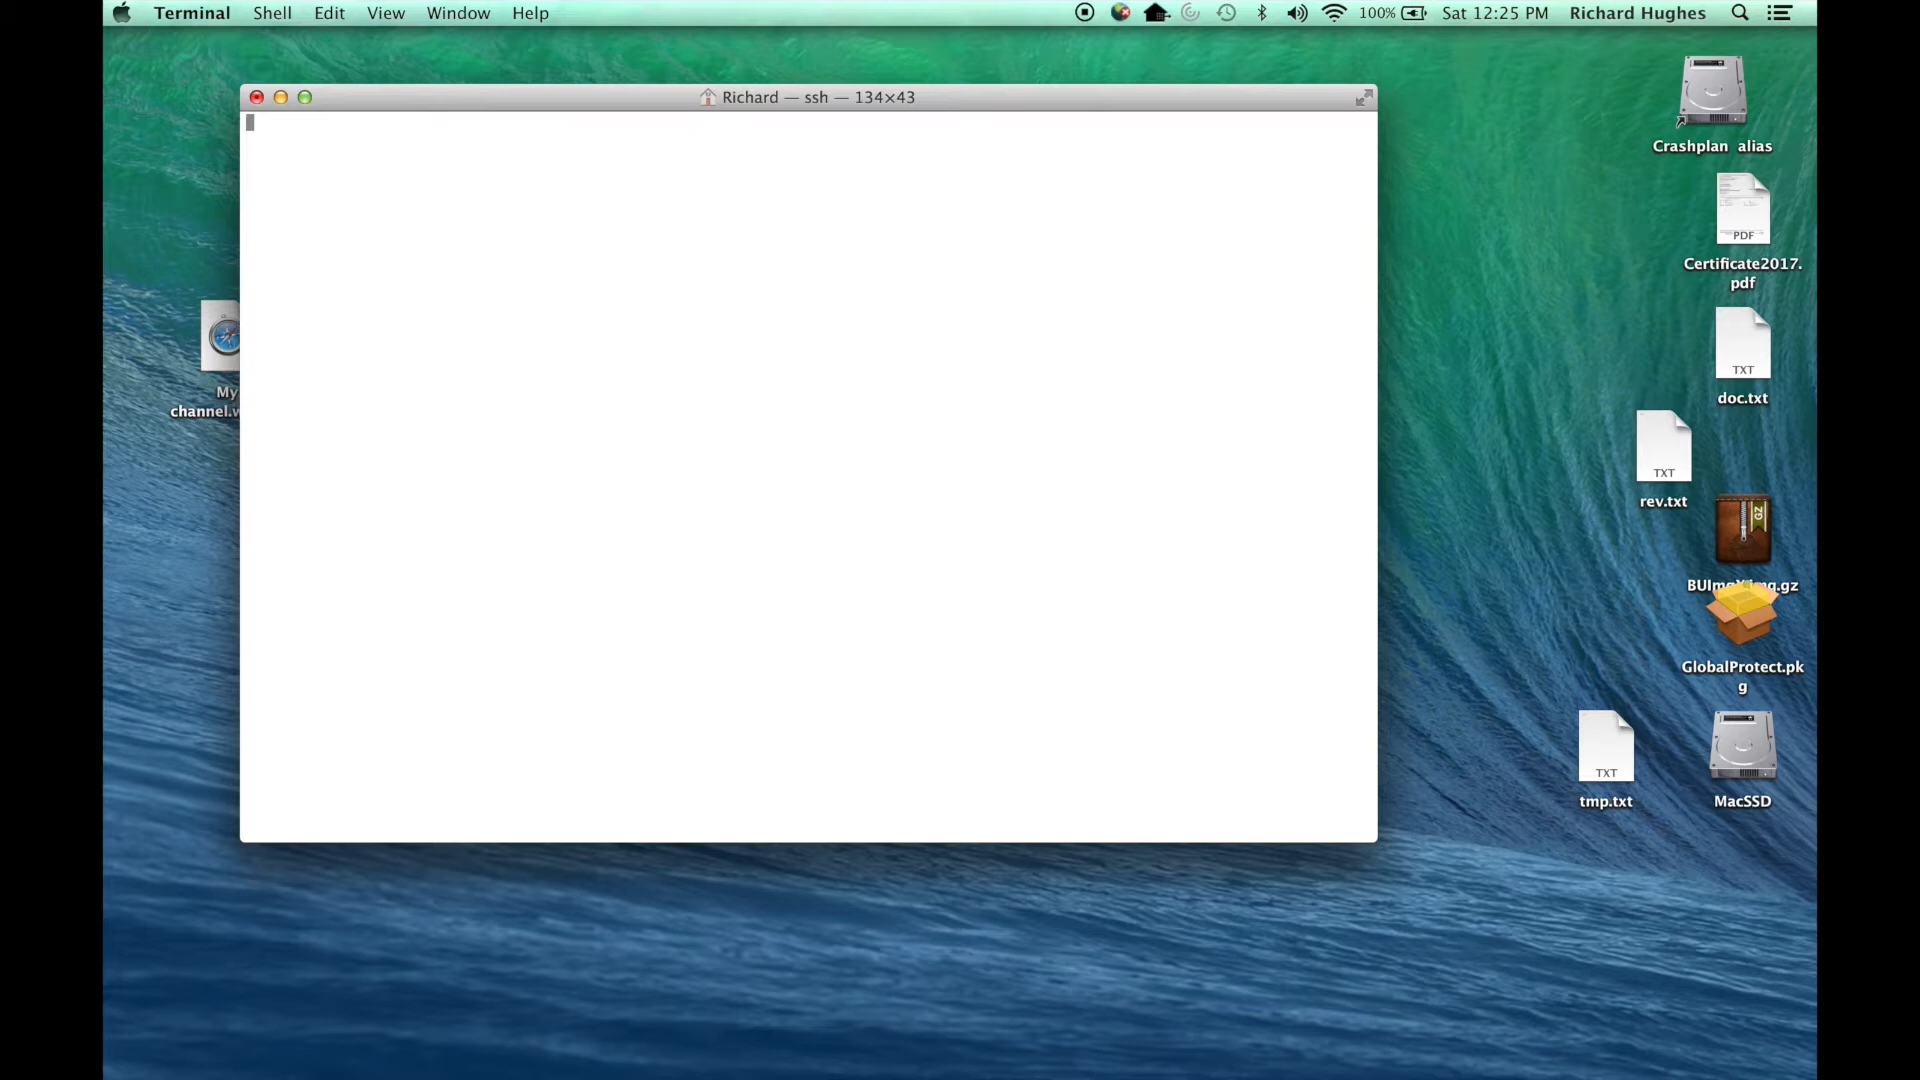 Terminal Shell Edit View Window Help 100% Sat 12:25 PM Richard Hughes
Richard — ssh — 134×43
Crashplan alias
PDF
Certificate2017.
pdf
TXT
doc.txt
My
TXT
rev.txt
GZ
GlobalProtect.pk
g
TXT
tmp.txt
MacSSD